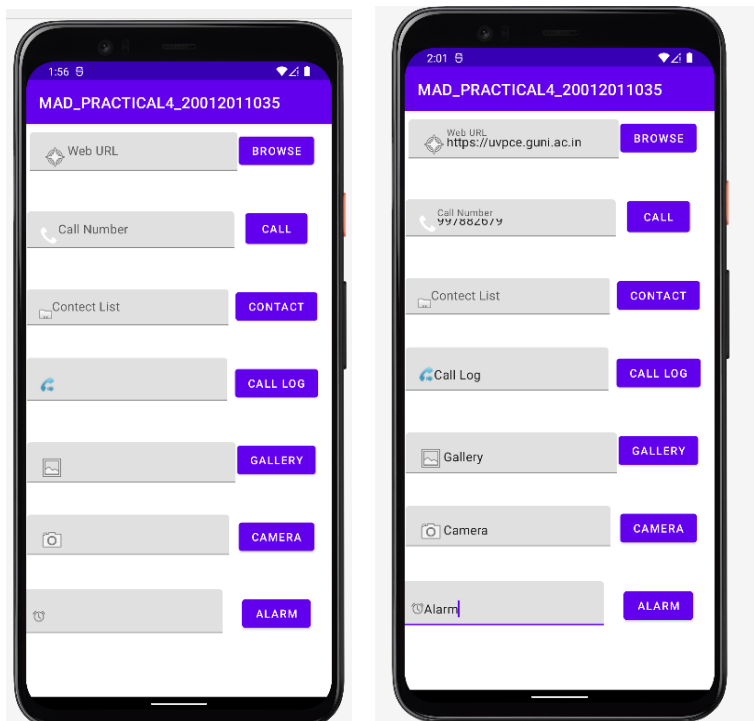 1:56
MAD_PRACTICAL4_20012011035
Web URL
BROWSE
Call Number
CALL
Contect List
CONTACT
CALL LOG
GALLERY
CAMERA
ALARM
2:01
MAD_PRACTICAL4_20012011035
Web URL
https://uvpce.guni.ac.in
BROWSE
Call Number
997882679
CALL
Contect List
CONTACT
Call Log
CALL LOG
Gallery
GALLERY
Camera
CAMERA
Alarm
ALARM